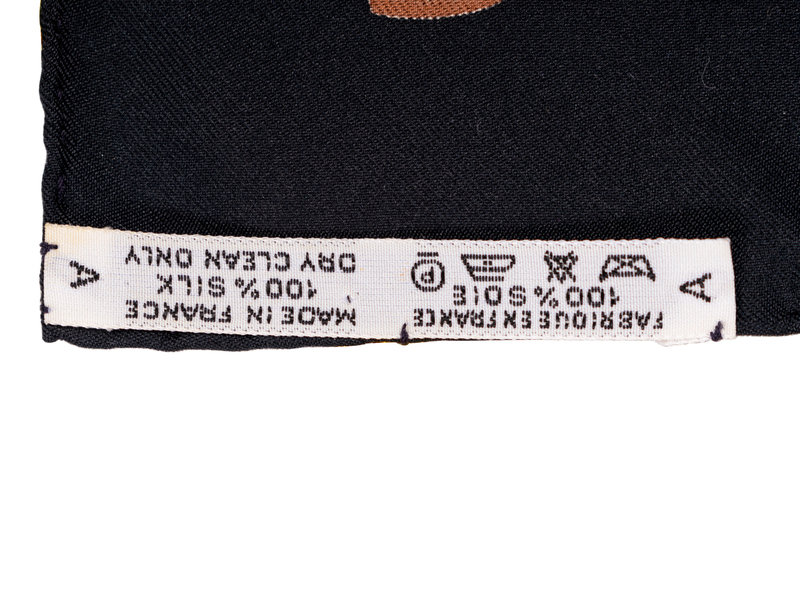 A
FABRIQUE EN FRANCE
100% SOIE
P
MADE IN FRANCE
100% SILK
DRY CLEAN ONLY
A